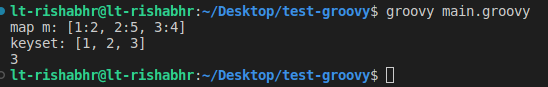 lt-rishabhr@lt-rishabhr:~/Desktop/test-groovy$ groovy main.groovy
map m: [1:2, 2:5, 3:4]
keyset: [1, 2, 3]
3
lt-rishabhr@lt-rishabhr:~/Desktop/test-groovy$